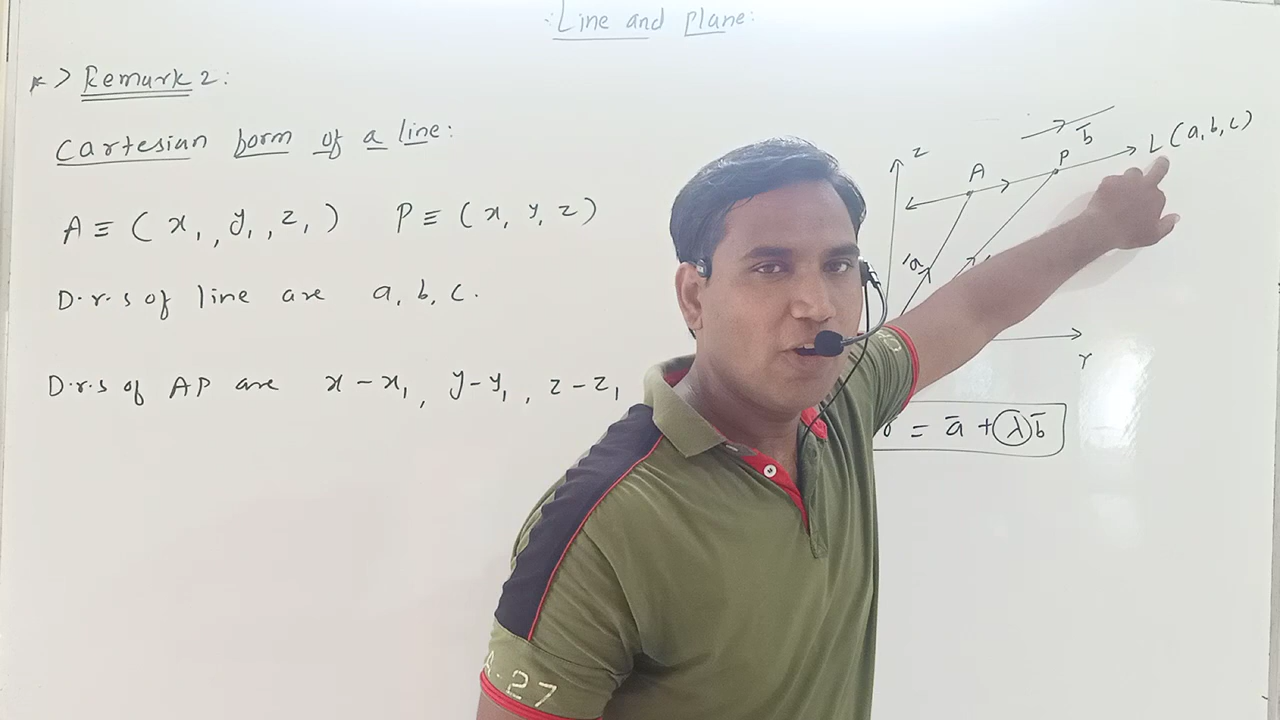 : Line and plane:
*> Remark 2:
Cartesian form of a line:
A ≡ ( x₁, y₁, z₁ ) P ≡ ( x, y, z )
D.r.s of line are a, b, c.
D.r.s of AP are x - x₁, y - y₁, z - z₁
b̄
z
A
P
L (a, b, c)
ā
Y
= ā + λ b̄
A-27